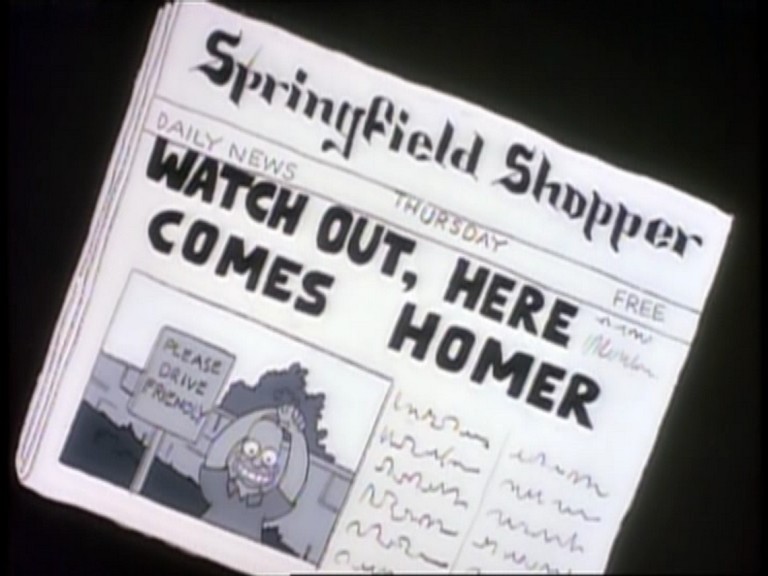 Springfield Shopper
DAILY NEWS THURSDAY FREE
WATCH OUT, HERE
COMES HOMER
PLEASE
DRIVE
FRIENDLY